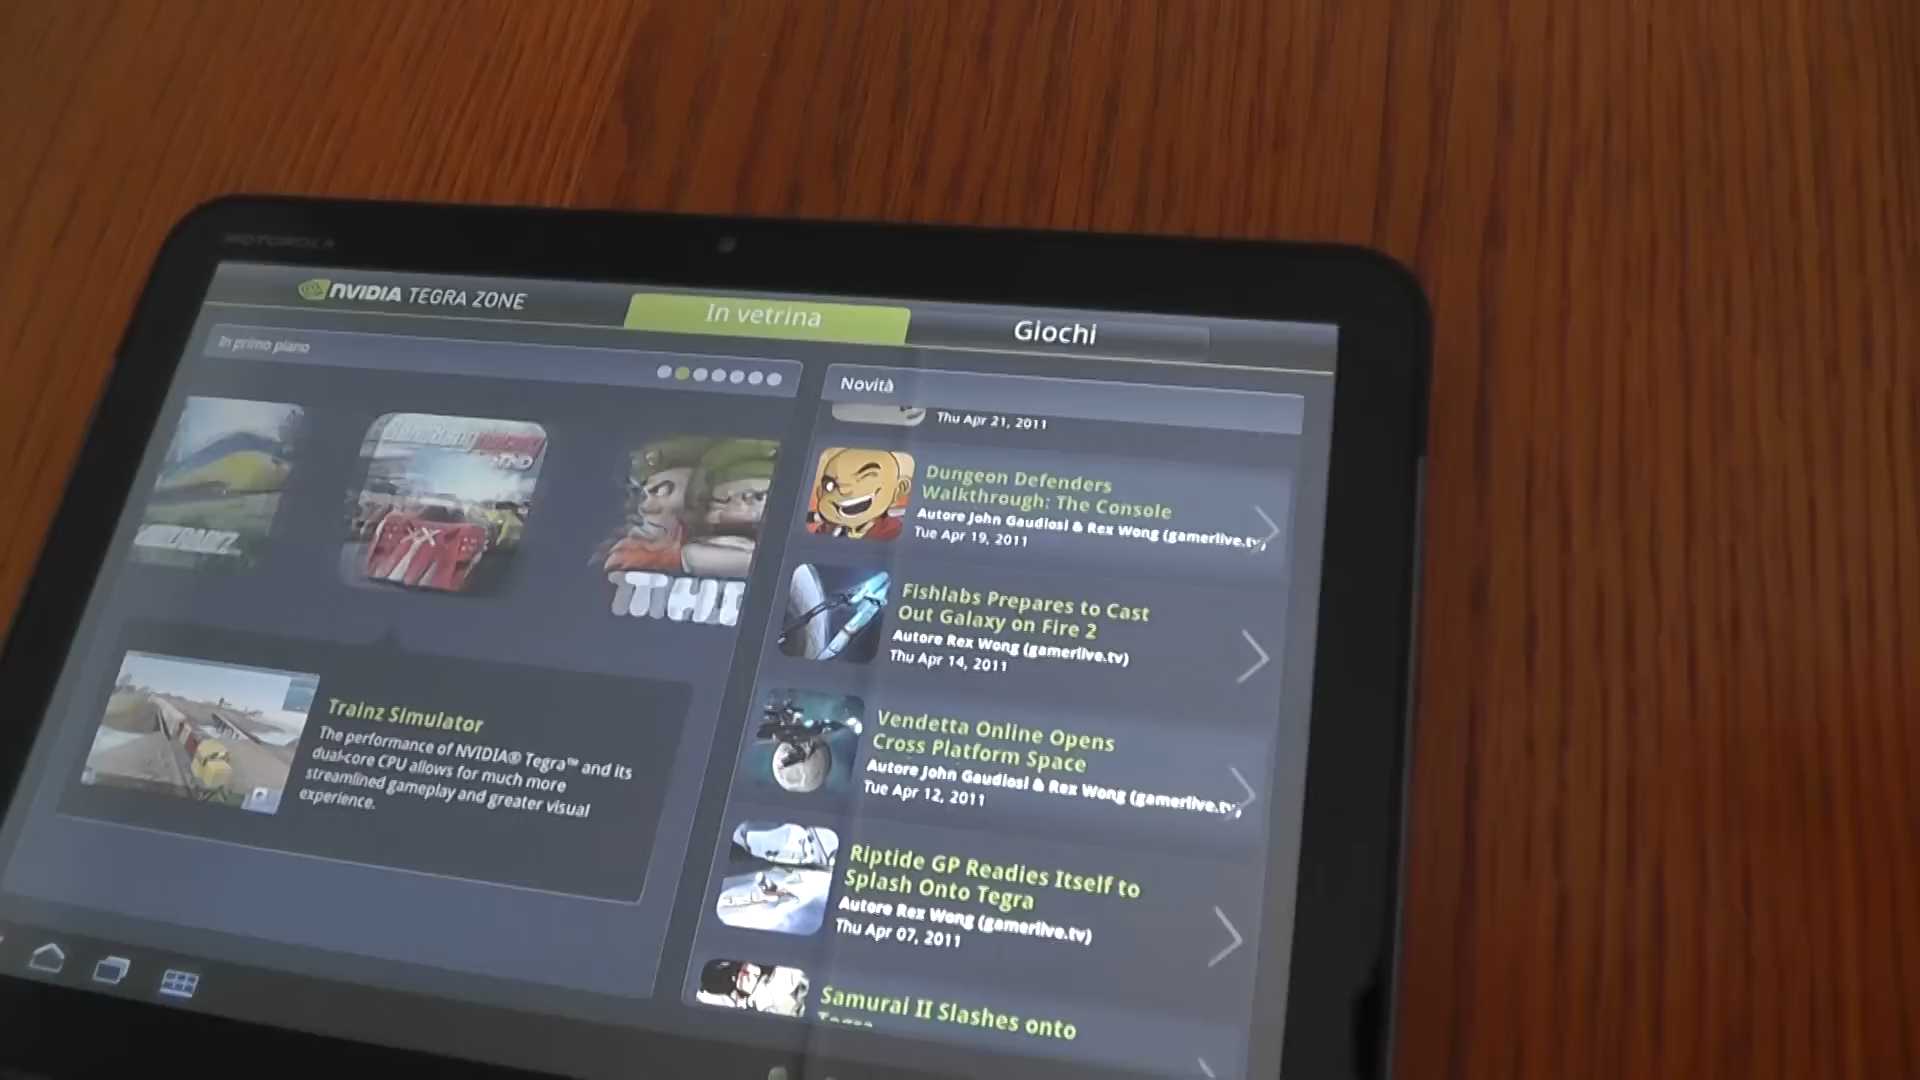 MOTOROLA
NVIDIA TEGRA ZONE
In vetrina
Giochi
In primo piano
THD
Trainz Simulator
The performance of NVIDIA® Tegra™ and its
dual-core CPU allows for much more
streamlined gameplay and greater visual
experience.
Novità
Thu Apr 21, 2011
Dungeon Defenders
Walkthrough: The Console
Autore John Gaudiosi & Rex Wong (gamerlive.tv)
Tue Apr 19, 2011
Fishlabs Prepares to Cast
Out Galaxy on Fire 2
Autore Rex Wong (gamerlive.tv)
Thu Apr 14, 2011
Vendetta Online Opens
Cross Platform Space
Autore John Gaudiosi & Rex Wong (gamerlive.tv)
Tue Apr 12, 2011
Riptide GP Readies Itself to
Splash Onto Tegra
Autore Rex Wong (gamerlive.tv)
Thu Apr 07, 2011
Samurai II Slashes onto
Tegra